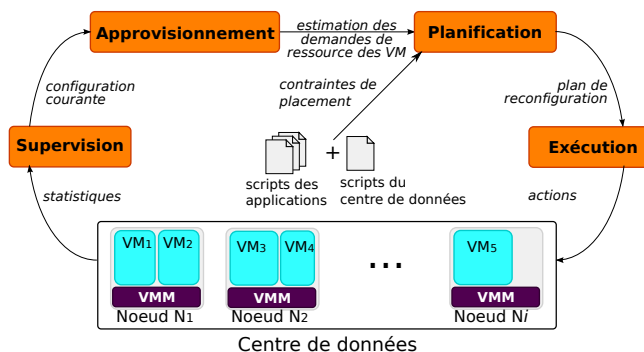 Approvisionnement
estimation des
demandes de
ressource des VM
Planification
configuration
courante
contraintes de
placement
plan de
reconfiguration
Supervision
Exécution
+
scripts des
applications
scripts du
centre de données
statistiques
actions
VM1 VM2
VMM
Noeud N1
VM3 VM4
VMM
Noeud N2
...
VM5
VMM
Noeud Ni
Centre de données